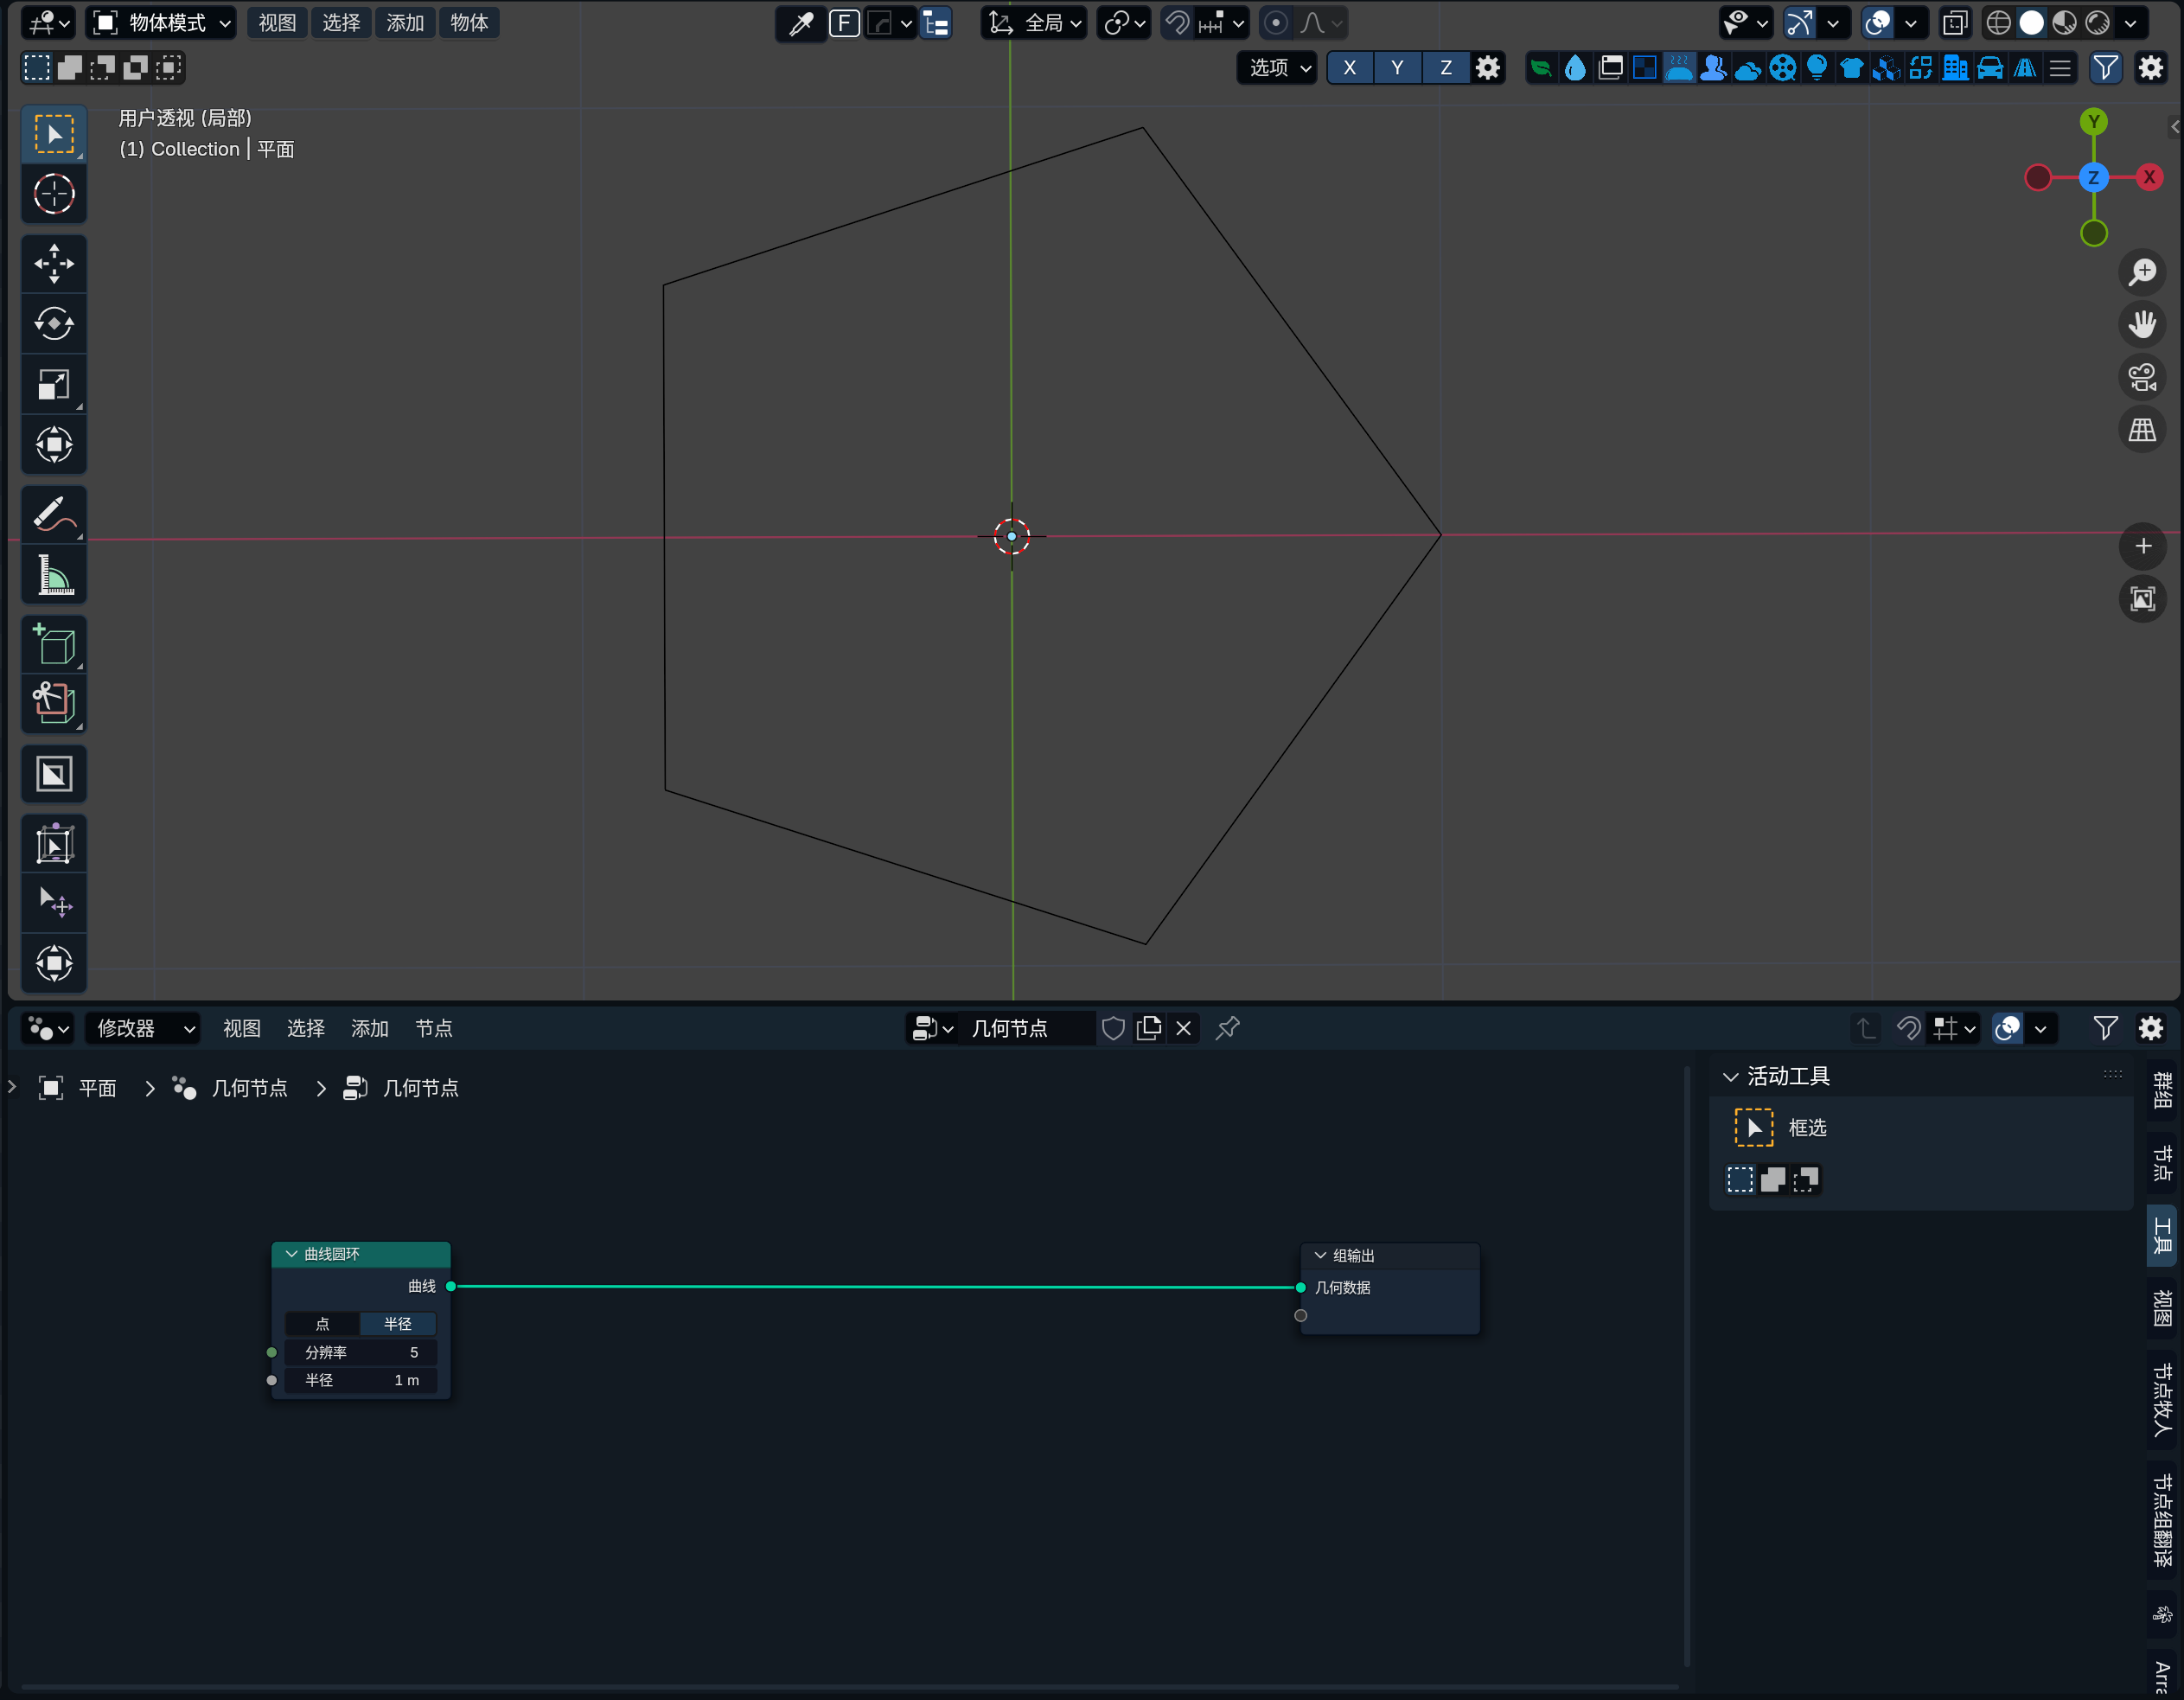 物体模式 视图 选择 添加 物体 F 全局
选项 X Y Z
用户透视 (局部)
(1) Collection | 平面
Y
Z X
修改器 视图 选择 添加 节点 几何节点
平面 几何节点 几何节点
活动工具
框选
曲线圆环
曲线
点 半径
分辨率 5
半径 1 m
组输出
几何数据
群组
节点
工具
视图
节点牧人
节点组翻译
Arra